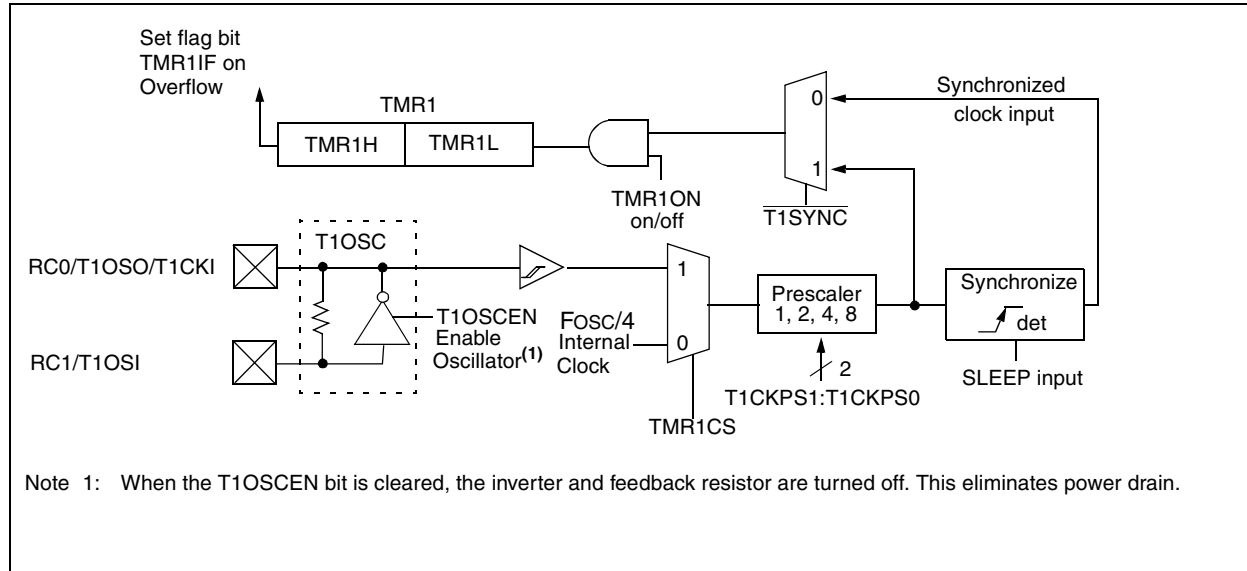 Set flag bit
TMR1IF on
Overflow
TMR1
TMR1H
TMR1L
TMR1ON
on/off
0
1
T1SYNC
Synchronized
clock input
RC0/T1OSO/T1CKI
RC1/T1OSI
T1OSC
T1OSCEN
Enable
Oscillator(1)
FOSC/4
Internal
Clock
1
0
TMR1CS
Prescaler
1, 2, 4, 8
2
T1CKPS1:T1CKPS0
Synchronize
det
SLEEP input
Note 1: When the T1OSCEN bit is cleared, the inverter and feedback resistor are turned off. This eliminates power drain.